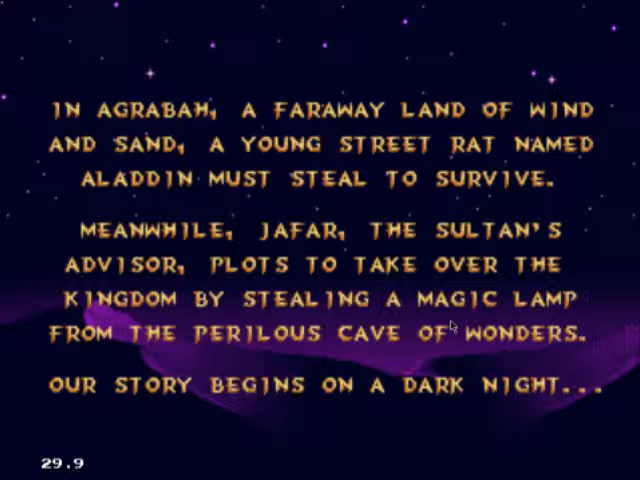 IN AGRABAH, A FARAWAY LAND OF WIND
AND SAND, A YOUNG STREET RAT NAMED
ALADDIN MUST STEAL TO SURVIVE.
MEANWHILE, JAFAR, THE SULTAN'S
ADVISOR, PLOTS TO TAKE OVER THE
KINGDOM BY STEALING A MAGIC LAMP
FROM THE PERILOUS CAVE OF WONDERS.
OUR STORY BEGINS ON A DARK NIGHT...
29.9